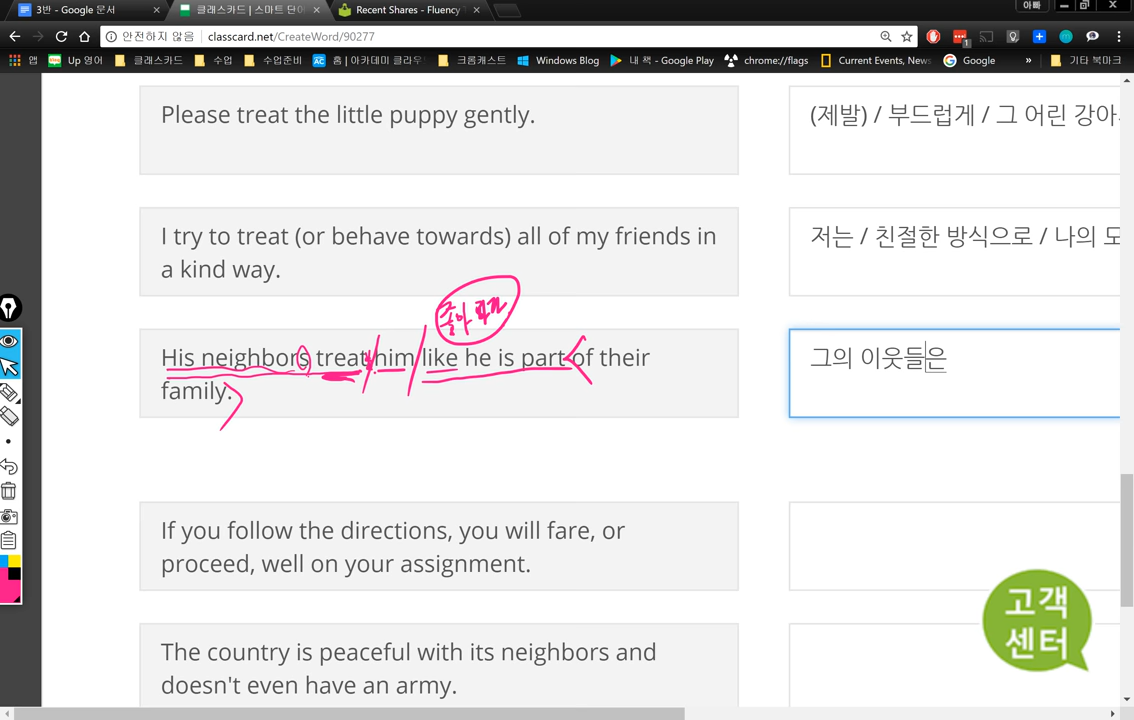 3반 - Google 문서
클래스카드 | 스마트 단어
Recent Shares - Fluency
아빠
안전하지 않음
classcard.net/CreateWord/90277
앱
Up 영어
클래스카드
수업
수업준비
AC
홈 | 아카데미 클라우
크롬캐스트
Windows Blog
내 책 - Google Play
chrome://flags
Current Events, News
Google
»
기타 북마크
Please treat the little puppy gently.
(제발) / 부드럽게 / 그 어린 강아
I try to treat (or behave towards) all of my friends in
a kind way.
저는 / 친절한 방식으로 / 나의 모
His neighbors treat him like he is part of their
family.
그의 이웃들은
If you follow the directions, you will fare, or
proceed, well on your assignment.
고객
센터
The country is peaceful with its neighbors and
doesn't even have an army.